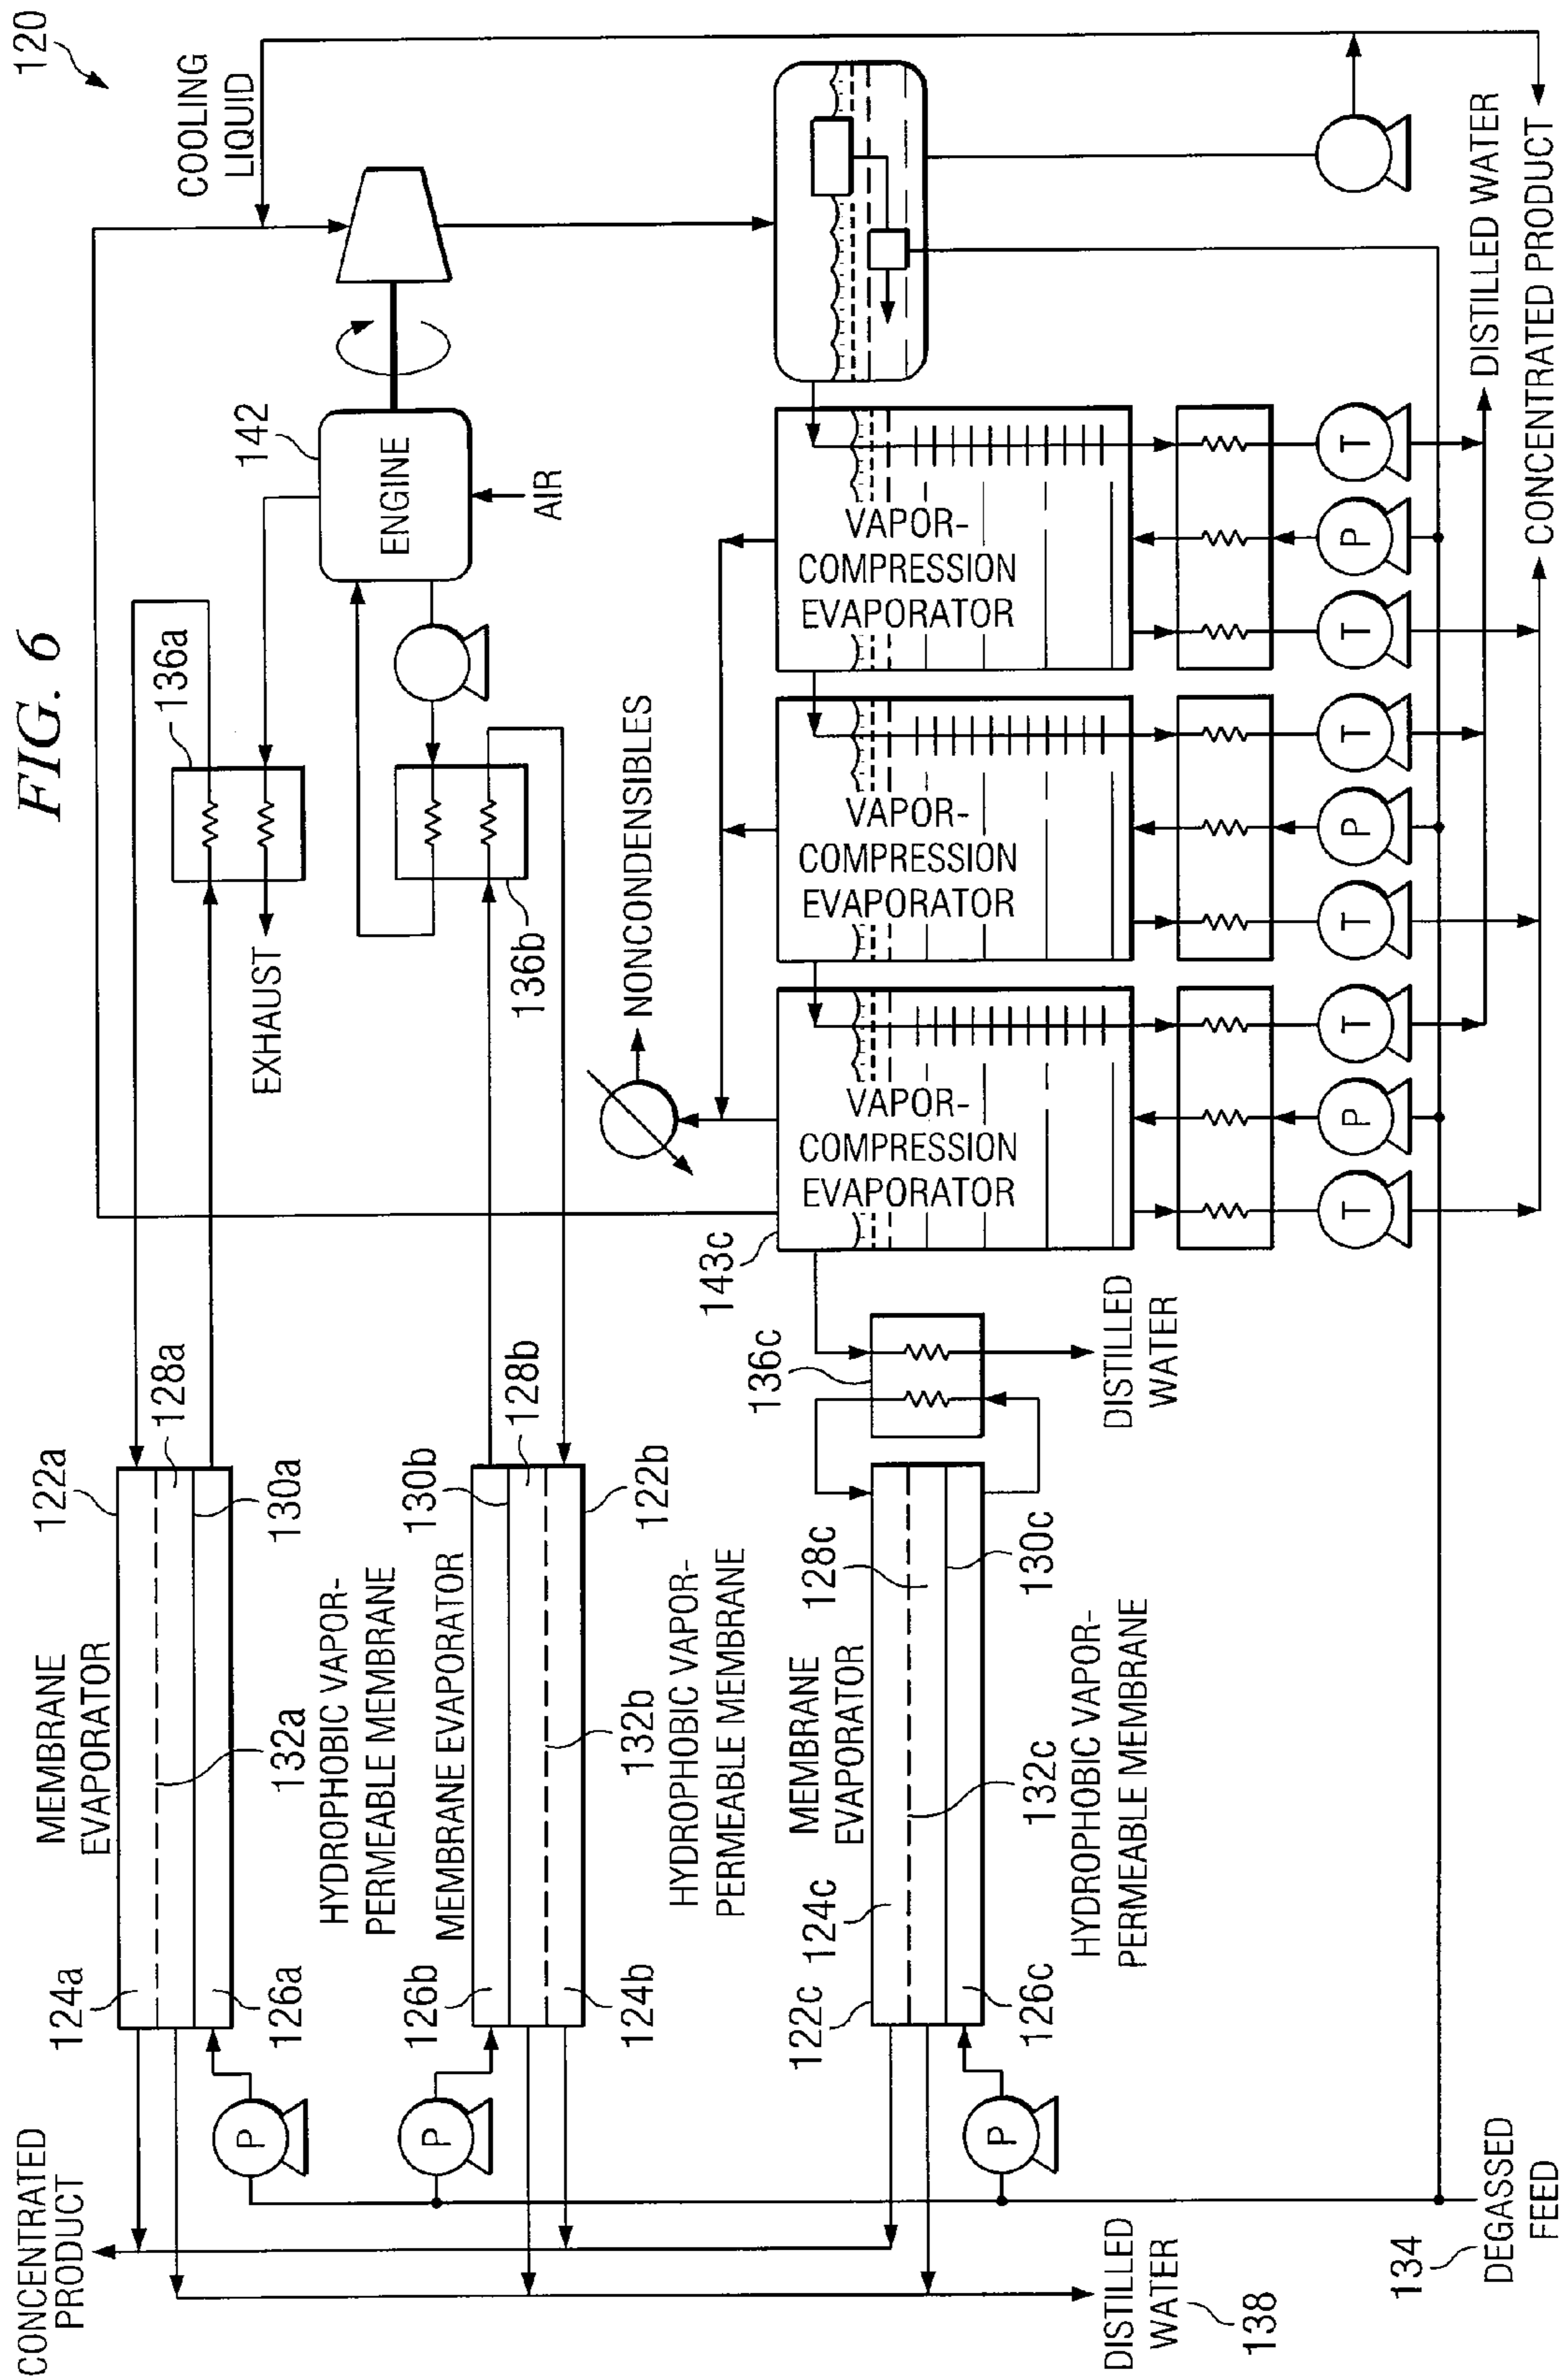 FIG. 6
120
CONCENTRATED
PRODUCT
124a
MEMBRANE
EVAPORATOR
122a
128a
136a
COOLING
LIQUID
126a
132a
130a
EXHAUST
142
P
HYDROPHOBIC VAPOR-
PERMEABLE MEMBRANE
ENGINE
126b
MEMBRANE EVAPORATOR
130b
128b
136b
AIR
P
124b
132b
122b
NONCONDENSIBLES
HYDROPHOBIC VAPOR-
PERMEABLE MEMBRANE
143c
122c
124c
MEMBRANE
EVAPORATOR
128c
136c
VAPOR-
COMPRESSION
EVAPORATOR
VAPOR-
COMPRESSION
EVAPORATOR
VAPOR-
COMPRESSION
EVAPORATOR
P
126c
132c
130c
HYDROPHOBIC VAPOR-
PERMEABLE MEMBRANE
DISTILLED
WATER
DISTILLED
WATER
138
T
P
T
T
P
T
T
P
T
134
DEGASSED
FEED
DISTILLED WATER
CONCENTRATED PRODUCT